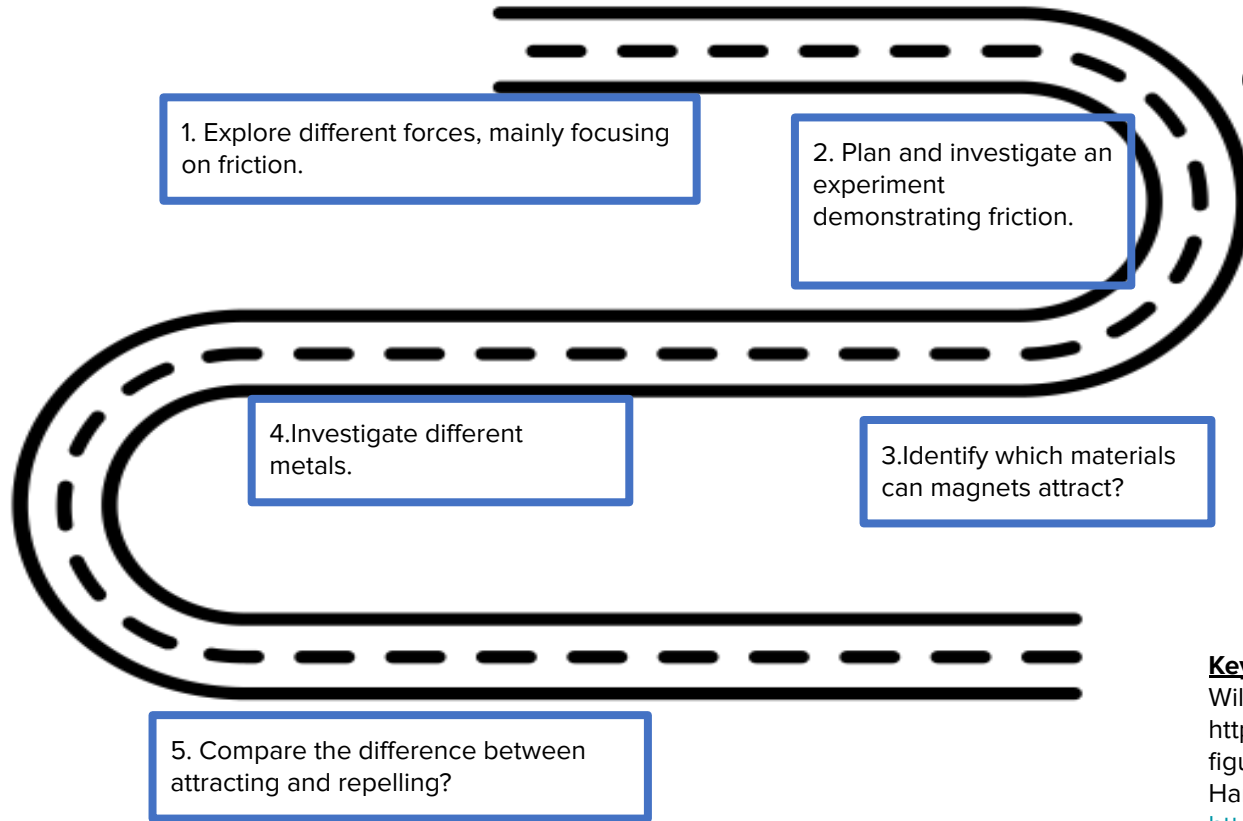 1. Explore different forces, mainly focusing
on friction.
2. Plan and investigate an
experiment
demonstrating friction.
4.Investigate different
metals.
3.Identify which materials
can magnets attract?
5. Compare the difference between
attracting and repelling?